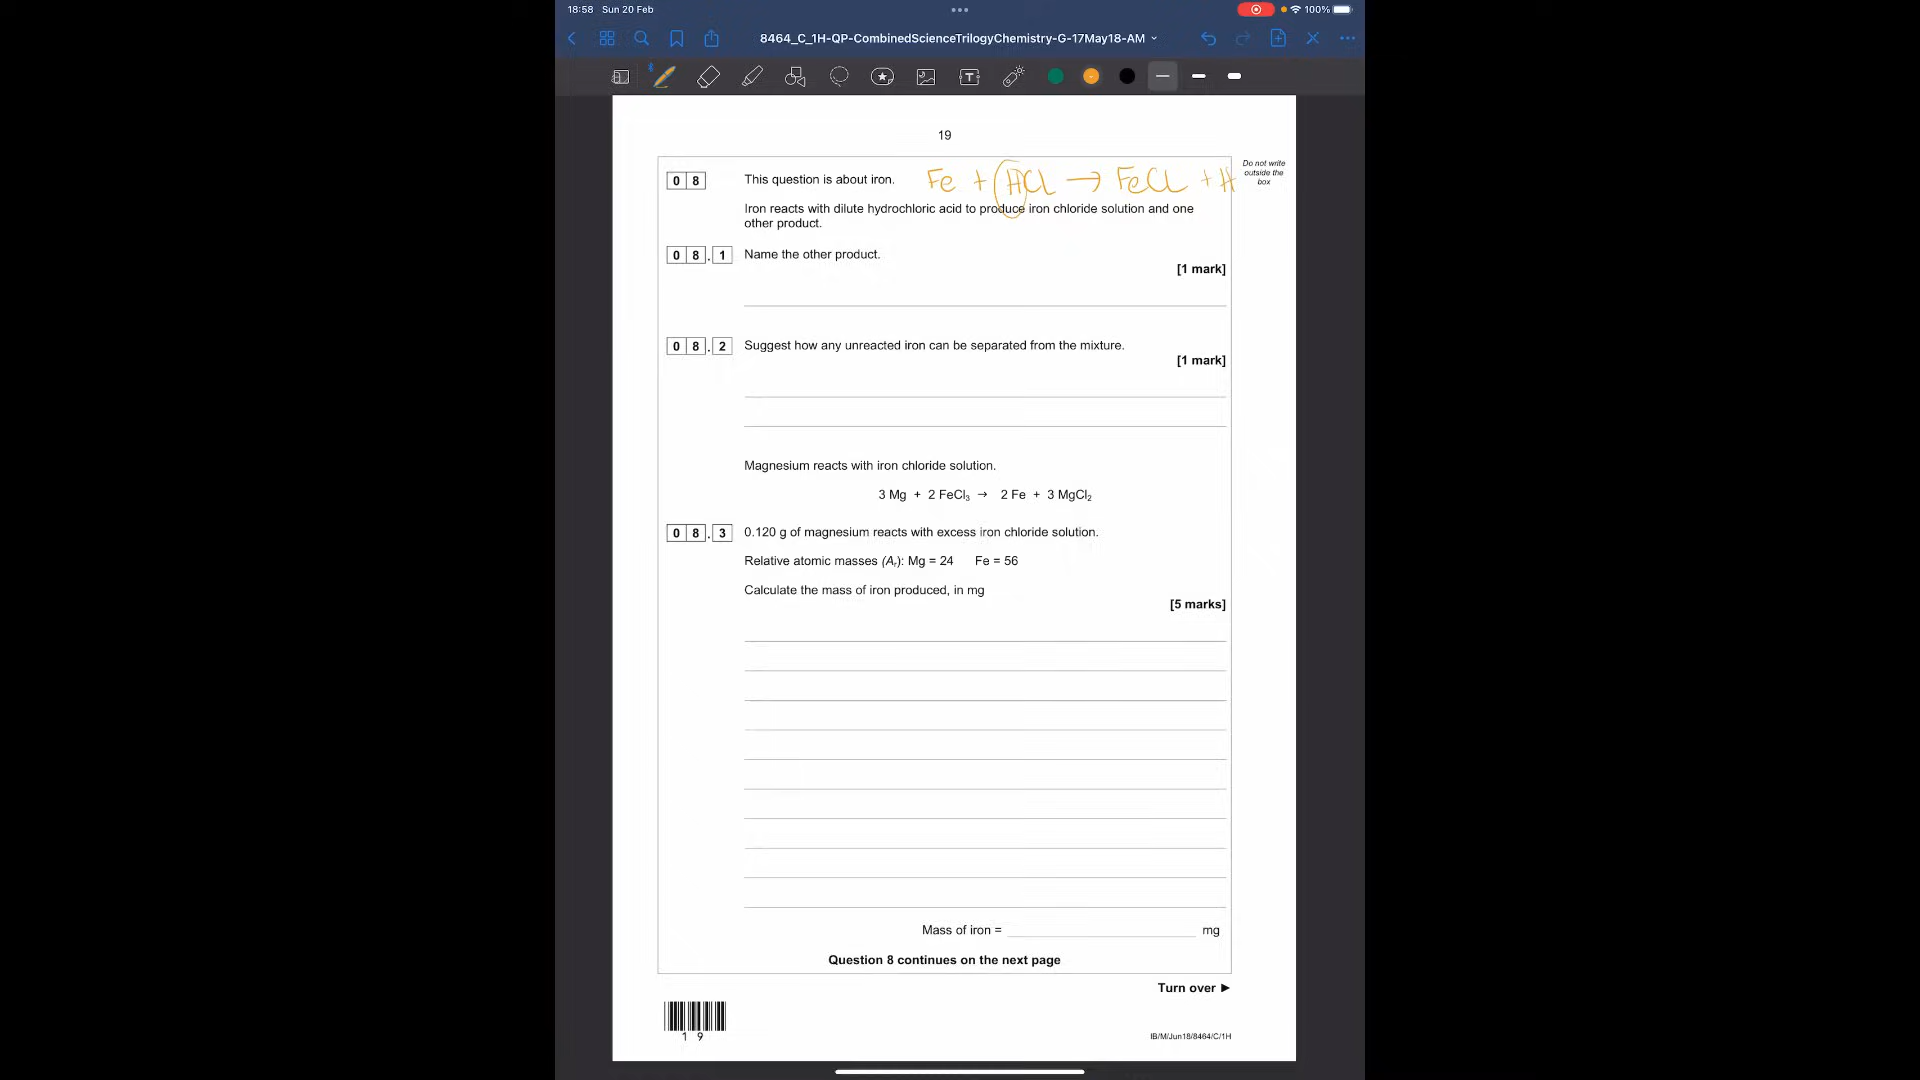 18:58 Sun 20 Feb
100%
8464_C_1H-QP-CombinedScienceTrilogyChemistry-G-17May18-AM
19
Do not write outside the box
0 8 This question is about iron. Fe + HCl → FeCl + H
Iron reacts with dilute hydrochloric acid to produce iron chloride solution and one
other product.
0 8 . 1 Name the other product.
[1 mark]
0 8 . 2 Suggest how any unreacted iron can be separated from the mixture.
[1 mark]
Magnesium reacts with iron chloride solution.
3 Mg + 2 FeCl₃ → 2 Fe + 3 MgCl₂
0 8 . 3 0.120 g of magnesium reacts with excess iron chloride solution.
Relative atomic masses (Aᵣ): Mg = 24 Fe = 56
Calculate the mass of iron produced, in mg
[5 marks]
Mass of iron = mg
Question 8 continues on the next page
Turn over ►
1 9
IB/M/Jun18/8464/C/1H